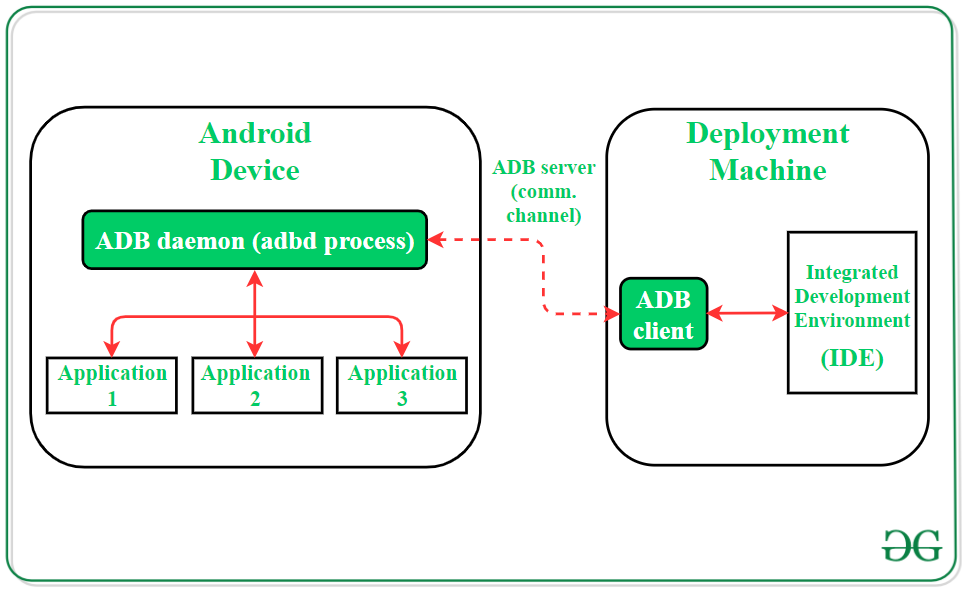 Android
Device
ADB daemon (adbd process)
Application
1
Application
2
Application
3
ADB server
(comm.
channel)
Deployment
Machine
ADB
client
Integrated
Development
Environment
(IDE)